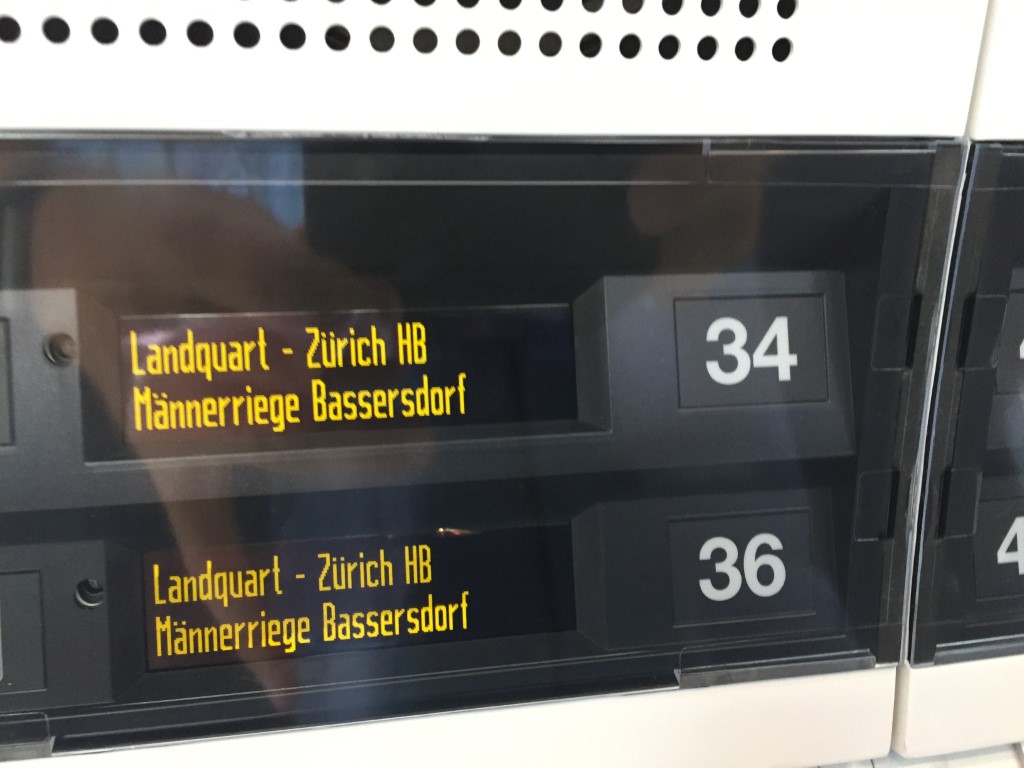 Landquart - Zürich HB
Männerriege Bassersdorf
34
Landquart - Zürich HB
Männerriege Bassersdorf
36